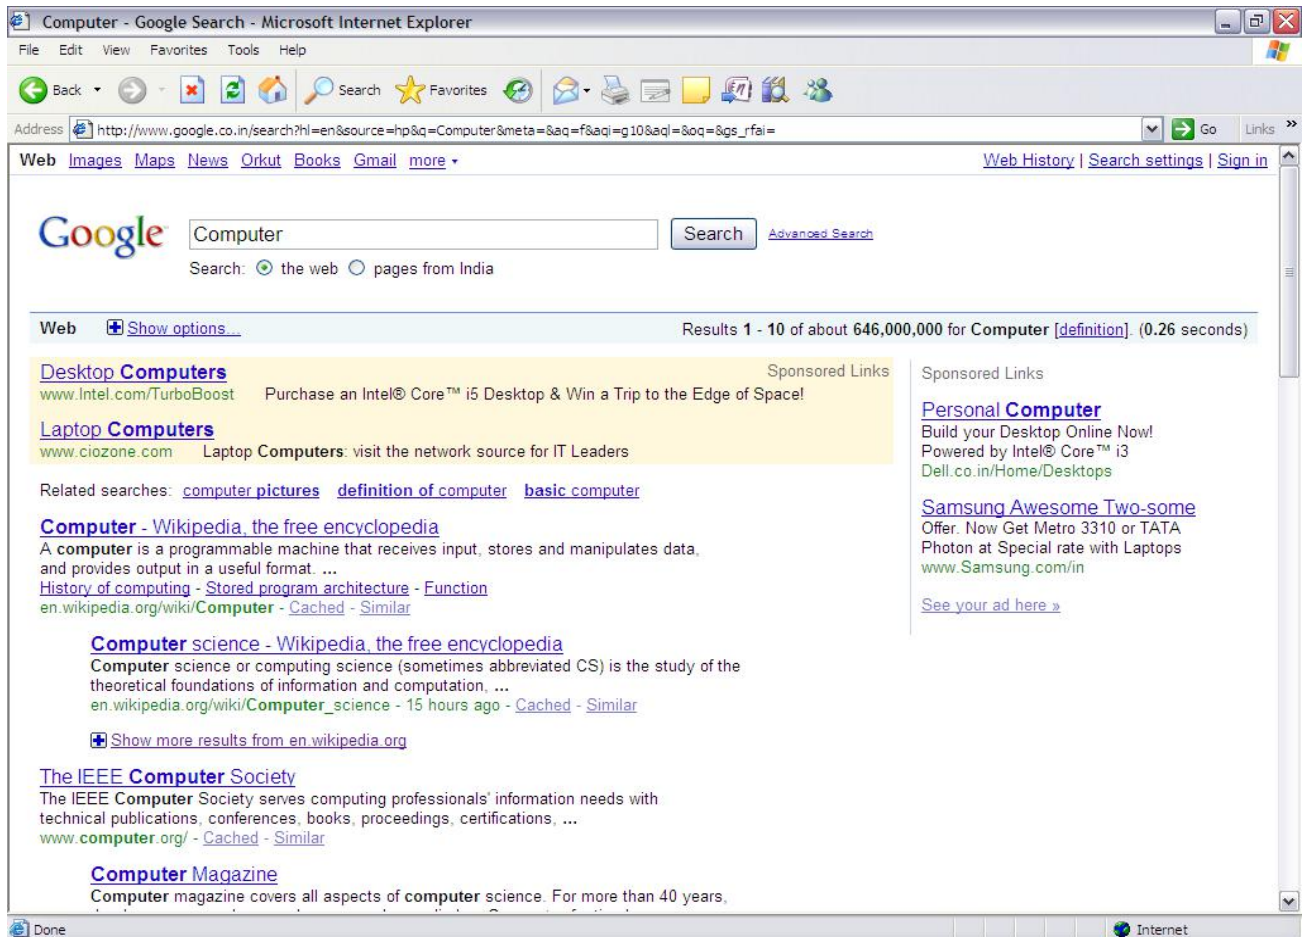 Computer - Google Search - Microsoft Internet Explorer
File Edit View Favorites Tools Help
Back Search Favorites
Address http://www.google.co.in/search?hl=en&source=hp&q=Computer&meta=&aq=f&aqi=g10&aql=&oq=&gs_rfai= Go Links »
Web Images Maps News Orkut Books Gmail more Web History | Search settings | Sign in
Google Computer Search Advanced Search
Search: the web pages from India
Web Show options... Results 1 - 10 of about 646,000,000 for Computer [definition]. (0.26 seconds)
Desktop Computers Sponsored Links
www.Intel.com/TurboBoost Purchase an Intel® Core™ i5 Desktop & Win a Trip to the Edge of Space!
Laptop Computers
www.ciozone.com Laptop Computers: visit the network source for IT Leaders
Related searches: computer pictures definition of computer basic computer
Computer - Wikipedia, the free encyclopedia
A computer is a programmable machine that receives input, stores and manipulates data,
and provides output in a useful format. ...
History of computing - Stored program architecture - Function
en.wikipedia.org/wiki/Computer - Cached - Similar
Computer science - Wikipedia, the free encyclopedia
Computer science or computing science (sometimes abbreviated CS) is the study of the
theoretical foundations of information and computation, ...
en.wikipedia.org/wiki/Computer_science - 15 hours ago - Cached - Similar
Show more results from en.wikipedia.org
The IEEE Computer Society
The IEEE Computer Society serves computing professionals' information needs with
technical publications, conferences, books, proceedings, certifications, ...
www.computer.org/ - Cached - Similar
Computer Magazine
Computer magazine covers all aspects of computer science. For more than 40 years,
Sponsored Links
Personal Computer
Build your Desktop Online Now!
Powered by Intel® Core™ i3
Dell.co.in/Home/Desktops
Samsung Awesome Two-some
Offer. Now Get Metro 3310 or TATA
Photon at Special rate with Laptops
www.Samsung.com/in
See your ad here »
Done Internet